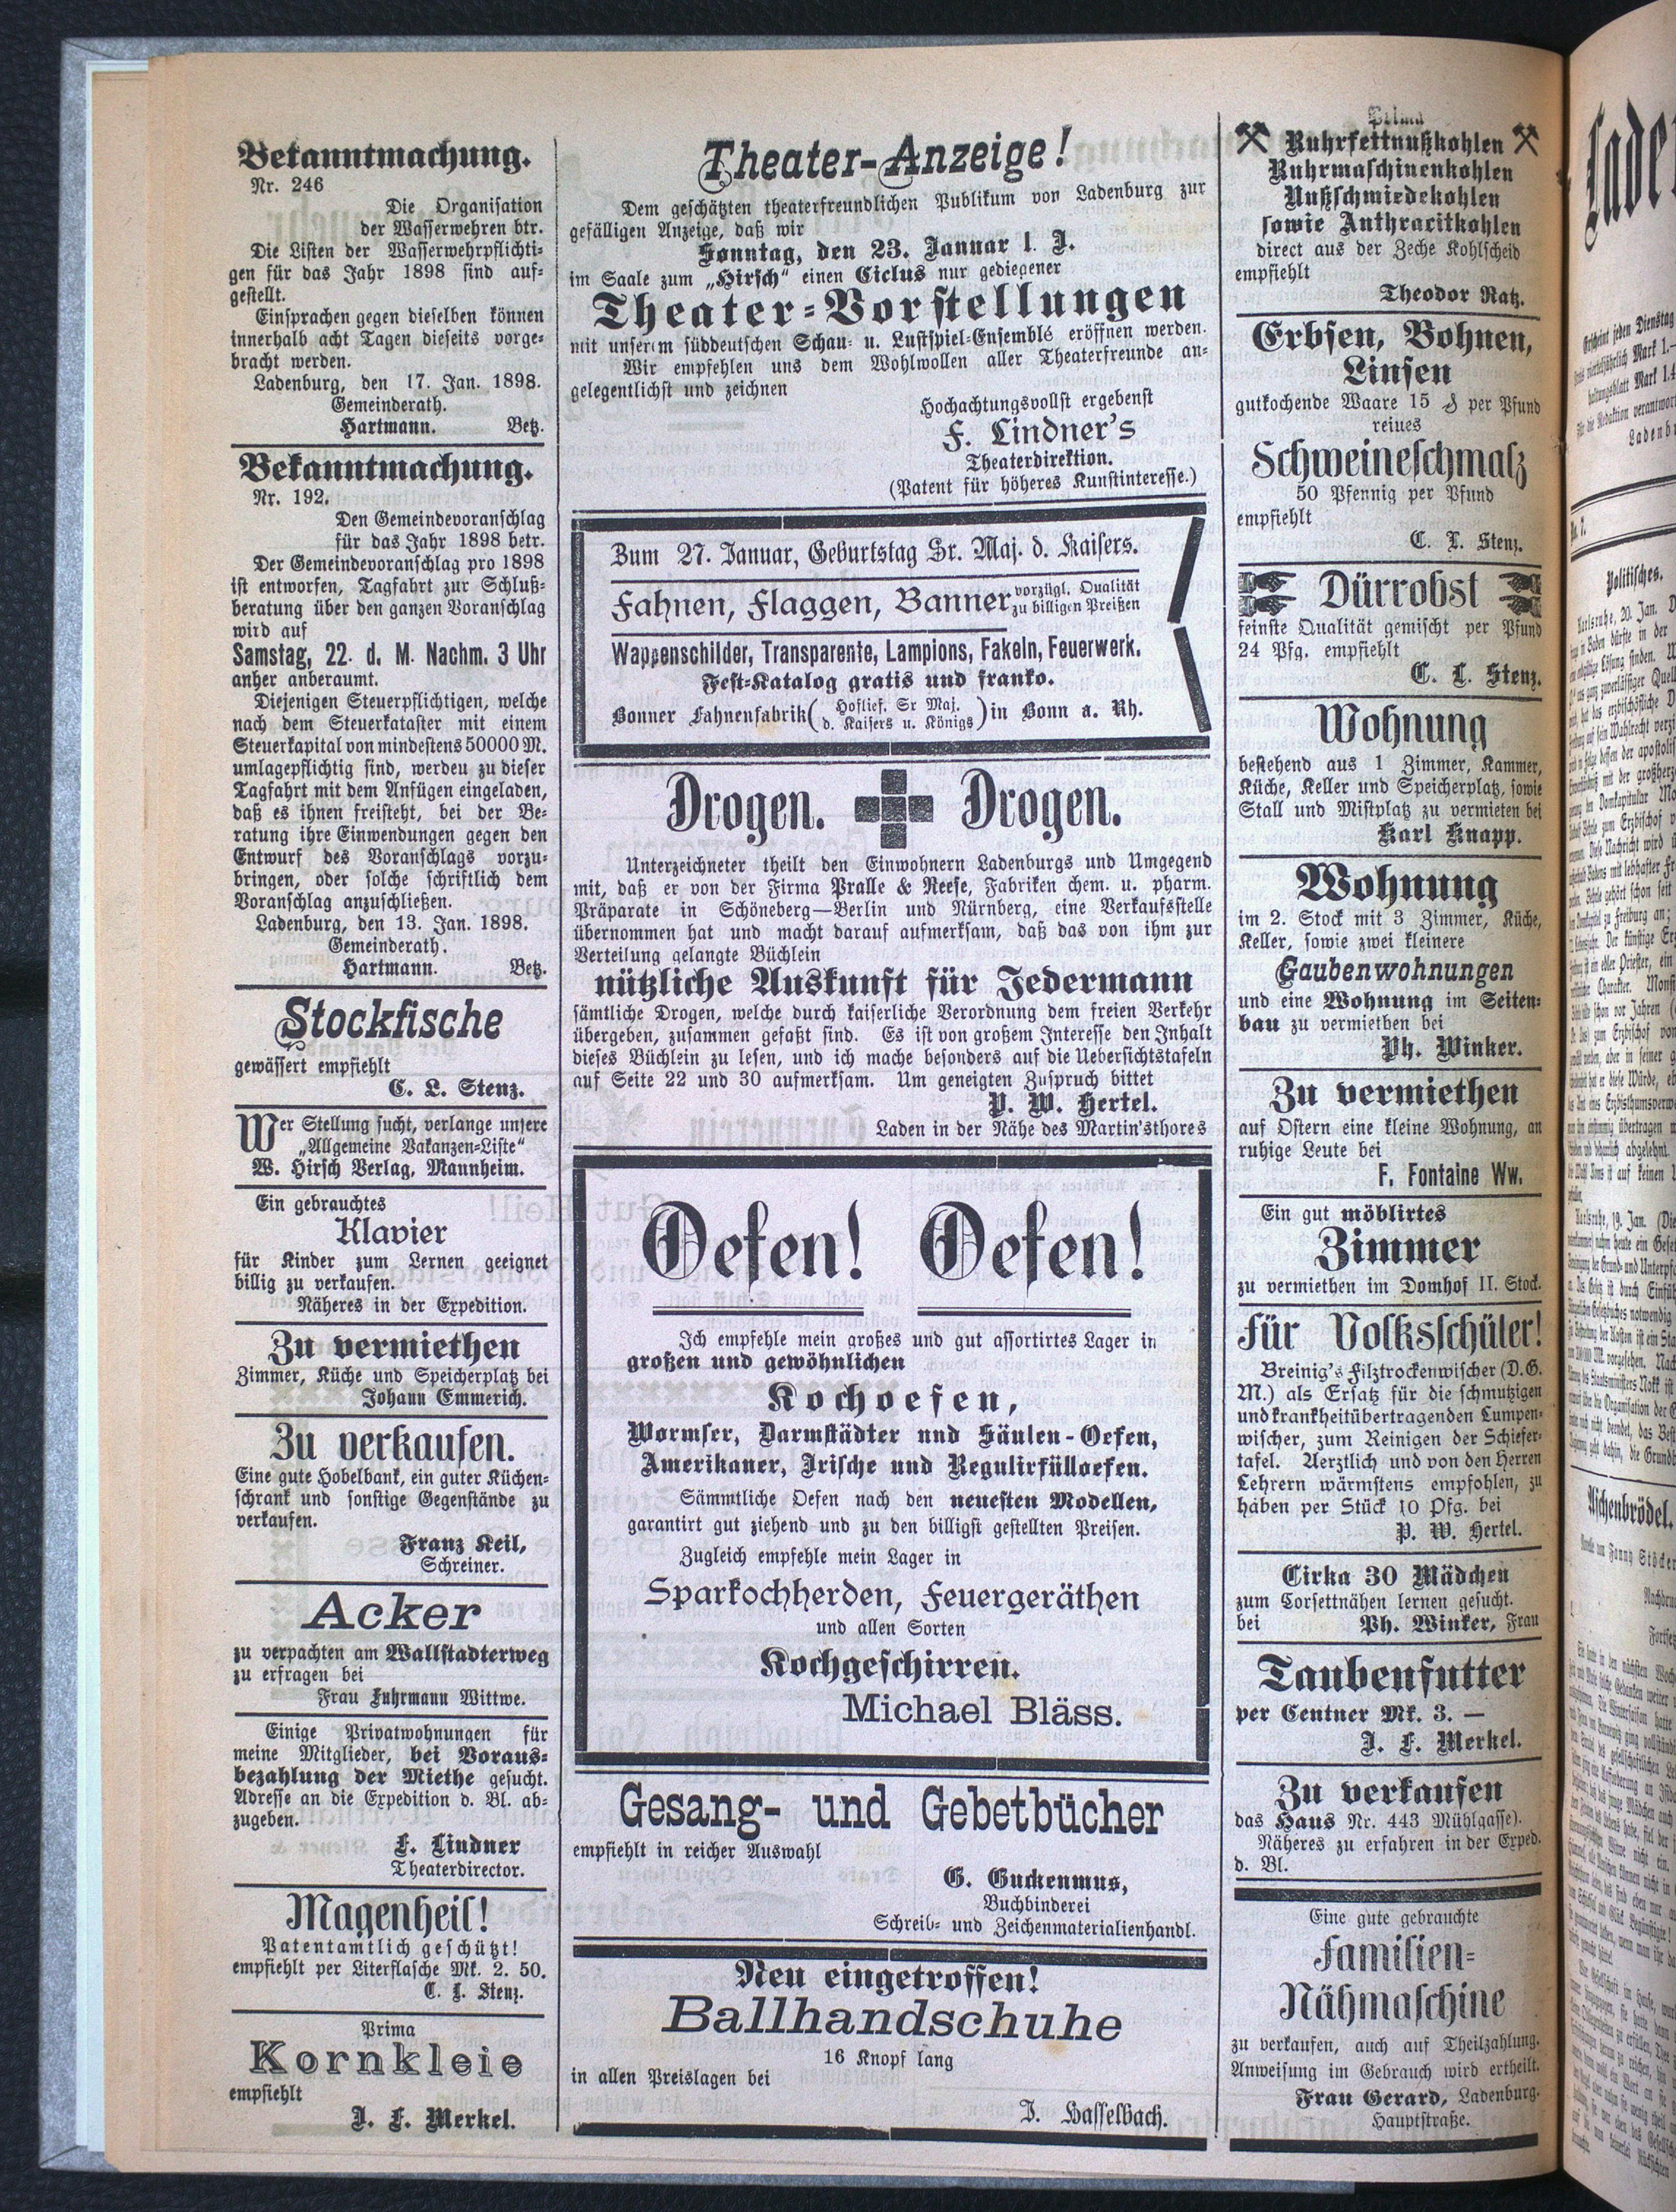 Bekanntmachung.
Nr. 246
Die Organisation
der Wasserwehren btr.
Die Listen der Wasserwehrpflichti-
gen für das Jahr 1898 sind auf-
gestellt.
Einsprachen gegen dieselben können
innerhalb acht Tagen dieseits vorge-
bracht werden.
Ladenburg, den 17. Jan. 1898.
Gemeinderath.
Hartmann. Betz.
Bekanntmachung.
Nr. 192.
Den Gemeindevoranschlag
für das Jahr 1898 betr.
Der Gemeindevoranschlag pro 1898
ist entworfen, Tagfahrt zur Schluß-
beratung über den ganzen Voranschlag
wird auf
Samstag, 22. d. M. Nachm. 3 Uhr
anher anberaumt.
Diejenigen Steuerpflichtigen, welche
nach dem Steuerkataster mit einem
Steuerkapital von mindestens 50000 M.
umlagepflichtig sind, werden zu dieser
Tagfahrt mit dem Anfügen eingeladen,
daß es ihnen freisteht, bei der Be-
ratung ihre Einwendungen gegen den
Entwurf des Voranschlags vorzu-
bringen, oder solche schriftlich dem
Voranschlag anzuschließen.
Ladenburg, den 13. Jan. 1898.
Gemeinderath.
Hartmann. Betz.
Stockfische
gewässert empfiehlt
C. L. Stenz.
Wer Stellung sucht, verlange unsere
„Allgemeine Vakanzen-Liste“
W. Hirsch Verlag, Mannheim.
Ein gebrauchtes
Klavier
für Kinder zum Lernen geeignet
billig zu verkaufen.
Näheres in der Expedition.
Zu vermiethen
Zimmer, Küche und Speicherplatz bei
Johann Emmerich.
Zu verkaufen.
Eine gute Hobelbank, ein guter Küchen-
schrank und sonstige Gegenstände zu
verkaufen.
Franz Keil,
Schreiner.
Acker
zu verpachten am Wallstadterweg
zu erfragen bei
Frau Fuhrmann Wittwe.
Einige Privatwohnungen für
meine Mitglieder, bei Voraus-
bezahlung der Miethe gesucht.
Adresse an die Expedition d. Bl. ab-
zugeben.
F. Lindner
Theaterdirector.
Magenheil!
Patentamtlich geschützt!
empfiehlt per Literflasche Mk. 2. 50.
C. L. Stenz.
Prima
Kornkleie
empfiehlt
J. F. Merkel.
Theater-Anzeige!
Dem geschätzten theaterfreundlichen Publikum von Ladenburg zur
gefälligen Anzeige, daß wir
Sonntag, den 23. Januar l. J.
im Saale zum „Hirsch“ einen Ciclus nur gediegener
Theater-Vorstellungen
mit unserem süddeutschen Schau- u. Lustspiel-Ensemblé eröffnen werden.
Wir empfehlen uns dem Wohlwollen aller Theaterfreunde an-
gelegentlichst und zeichnen
Hochachtungsvollst ergebenst
F. Lindner's
Theaterdirektion.
(Patent für höheres Kunstinteresse.)
Zum 27. Januar, Geburtstag Sr. Maj. d. Kaisers.
Fahnen, Flaggen, Banner vorzügl. Qualität
zu billigen Preißen
Wappenschilder, Transparente, Lampions, Fakeln, Feuerwerk.
Fest-Katalog gratis und franko.
Bonner Fahnenfabrik (Hoflief. Sr Maj.
d. Kaisers u. Königs) in Bonn a. Rh.
Drogen. Drogen.
Unterzeichneter theilt den Einwohnern Ladenburgs und Umgegend
mit, daß er von der Firma Pralle & Reese, Fabriken chem. u. pharm.
Präparate in Schöneberg—Berlin und Nürnberg, eine Verkaufsstelle
übernommen hat und macht darauf aufmerksam, daß das von ihm zur
Verteilung gelangte Büchlein
nützliche Auskunft für Jedermann
sämtliche Drogen, welche durch kaiserliche Verordnung dem freien Verkehr
übergeben, zusammen gefaßt sind. Es ist von großem Interesse den Inhalt
dieses Büchlein zu lesen, und ich mache besonders auf die Uebersichtstafeln
auf Seite 22 und 30 aufmerksam. Um geneigten Zuspruch bittet
P. W. Hertel.
Laden in der Nähe des Martin'sthores
Oefen! Oefen!
Ich empfehle mein großes und gut assortirtes Lager in
großen und gewöhnlichen
Kochoefen,
Wormser, Darmstädter und Säulen-Oefen,
Amerikaner, Irische und Regulirfülloefen.
Sämmtliche Oefen nach den neuesten Modellen,
garantirt gut ziehend und zu den billigst gestellten Preisen.
Zugleich empfehle mein Lager in
Sparkochherden, Feuergeräthen
und allen Sorten
Kochgeschirren.
Michael Bläss.
Gesang- und Gebetbücher
empfiehlt in reicher Auswahl
G. Guckenmus,
Buchbinderei
Schreib- und Zeichenmaterialienhandl.
Neu eingetroffen!
Ballhandschuhe
16 Knopf lang
in allen Preislagen bei
J. Hasselbach.
Prima
Ruhrfettnußkohlen
Ruhrmaschinenkohlen
Nußschmiedekohlen
sowie Anthracitkohlen
direct aus der Zeche Kohlscheid
empfiehlt
Theodor Ratz.
Erbsen, Bohnen,
Linsen
gutkochende Waare 15 ₰ per Pfund
reines
Schweineschmalz
50 Pfennig per Pfund
empfiehlt
C. L. Stenz.
Dürrobst
feinste Qualität gemischt per Pfund
24 Pfg. empfiehlt
C. L. Stenz.
Wohnung
bestehend aus 1 Zimmer, Kammer,
Küche, Keller und Speicherplatz, sowie
Stall und Mistplatz zu vermieten bei
Karl Knapp.
Wohnung
im 2. Stock mit 3 Zimmer, Küche,
Keller, sowie zwei kleinere
Gaubenwohnungen
und eine Wohnung im Seiten-
bau zu vermiethen bei
Ph. Winker.
Zu vermiethen
auf Ostern eine kleine Wohnung, an
ruhige Leute bei
F. Fontaine Ww.
Ein gut möblirtes
Zimmer
zu vermiethen im Domhof II. Stock.
Für Volksschüler!
Breinig's Filztrockenwischer (D. G.
M.) als Ersatz für die schmutzigen
und krankheitübertragenden Lumpen-
wischer, zum Reinigen der Schiefer-
tafel. Aerztlich und von den Herren
Lehrern wärmstens empfohlen, zu
haben per Stück 10 Pfg. bei
P. W. Hertel.
Cirka 30 Mädchen
zum Corsettnähen lernen gesucht.
bei Ph. Winker, Frau
Taubenfutter
per Centner Mk. 3. —
J. F. Merkel.
Zu verkaufen
das Haus Nr. 443 Mühlgasse).
Näheres zu erfahren in der Exped.
d. Bl.
Eine gute gebrauchte
Familien-
Nähmaschine
zu verkaufen, auch auf Theilzahlung.
Anweisung im Gebrauch wird ertheilt.
Frau Gerard, Ladenburg.
Hauptstraße.
No. 7.
Politisches.
Karlsruhe, 20. Jan.
Karlsruhe, 19. Jan.
Aschenbrödel.